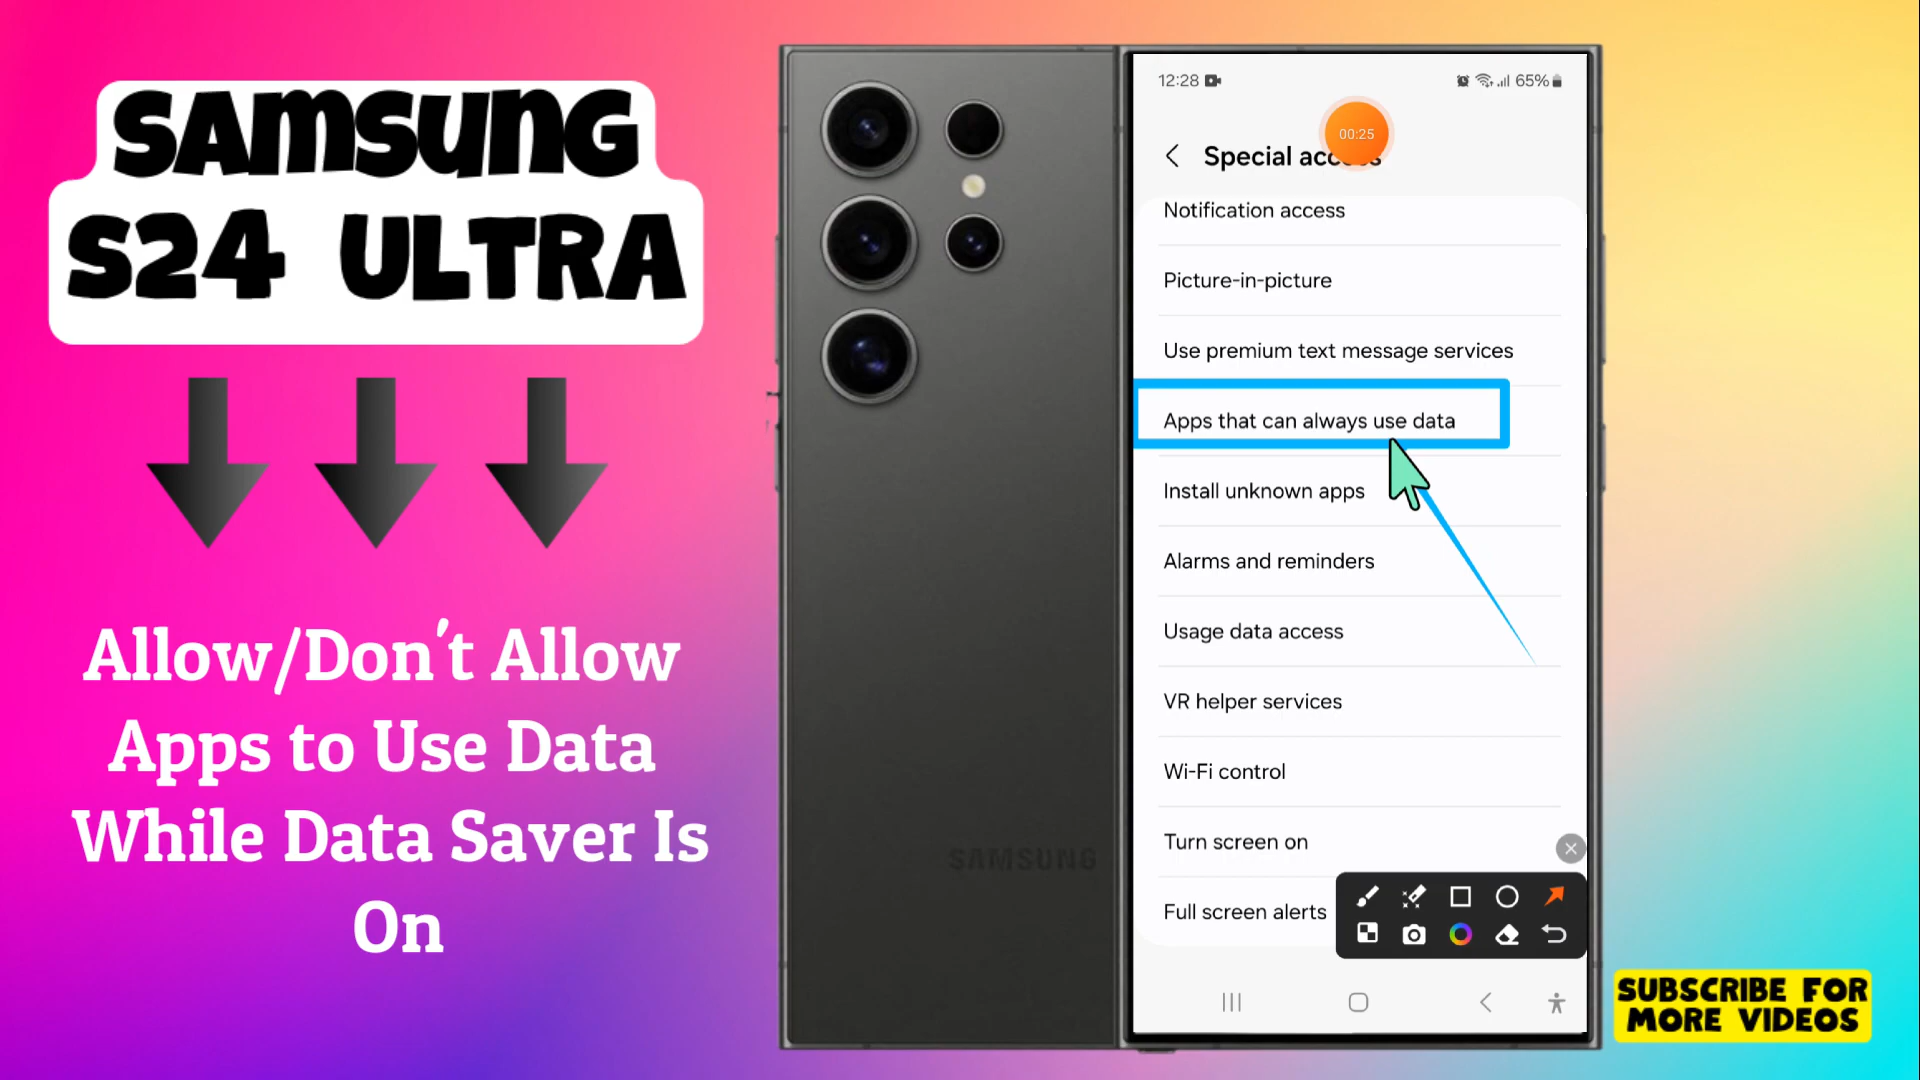 SAMSUNG
S24 ULTRA
Allow/Don't Allow
Apps to Use Data
While Data Saver Is
On
SAMSUNG
12:28
65%
00:25
Notification access
Picture-in-picture
Use premium text message services
Apps that can always use data
Install unknown apps
Alarms and reminders
Usage data access
VR helper services
Wi-Fi control
Turn screen on
Full screen alerts
SUBSCRIBE FOR
MORE VIDEOS